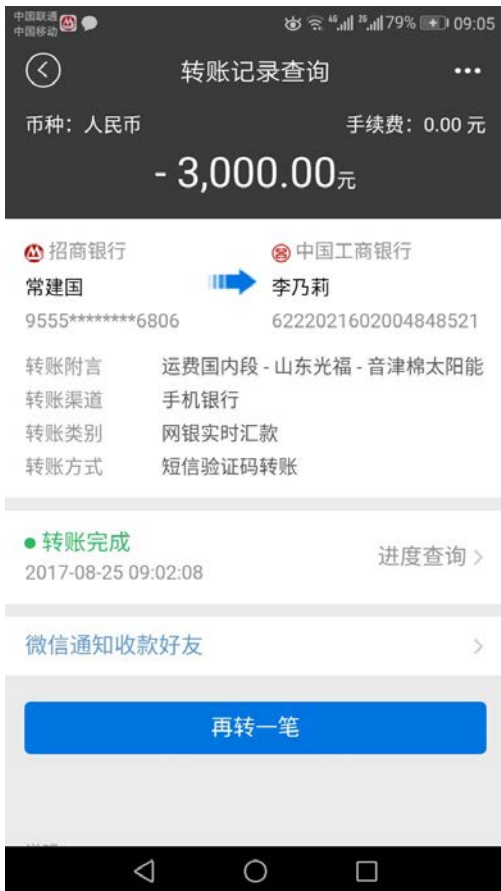 中国联通
中国移动
4G 2G 79% 09:05
转账记录查询
币种：人民币 手续费：0.00 元
- 3,000.00元
招商银行 中国工商银行
常建国 李乃莉
9555********6806 6222021602004848521
转账附言 运费国内段 - 山东光福 - 音津棉太阳能
转账渠道 手机银行
转账类别 网银实时汇款
转账方式 短信验证码转账
转账完成 进度查询
2017-08-25 09:02:08
微信通知收款好友
再转一笔